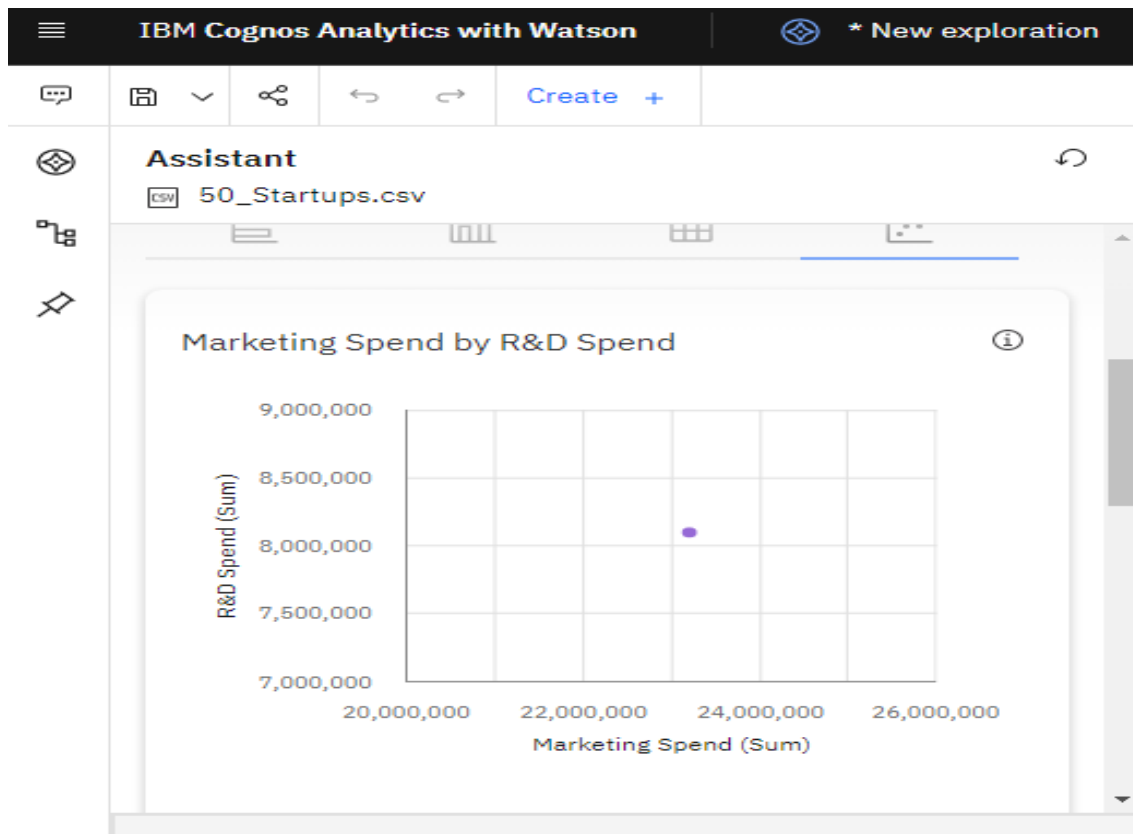 IBM Cognos Analytics with Watson
* New exploration
Create +
Assistant
CSV 50_Startups.csv
Marketing Spend by R&D Spend
R&D Spend (Sum)
9,000,000
8,500,000
8,000,000
7,500,000
7,000,000
20,000,000 22,000,000 24,000,000 26,000,000
Marketing Spend (Sum)